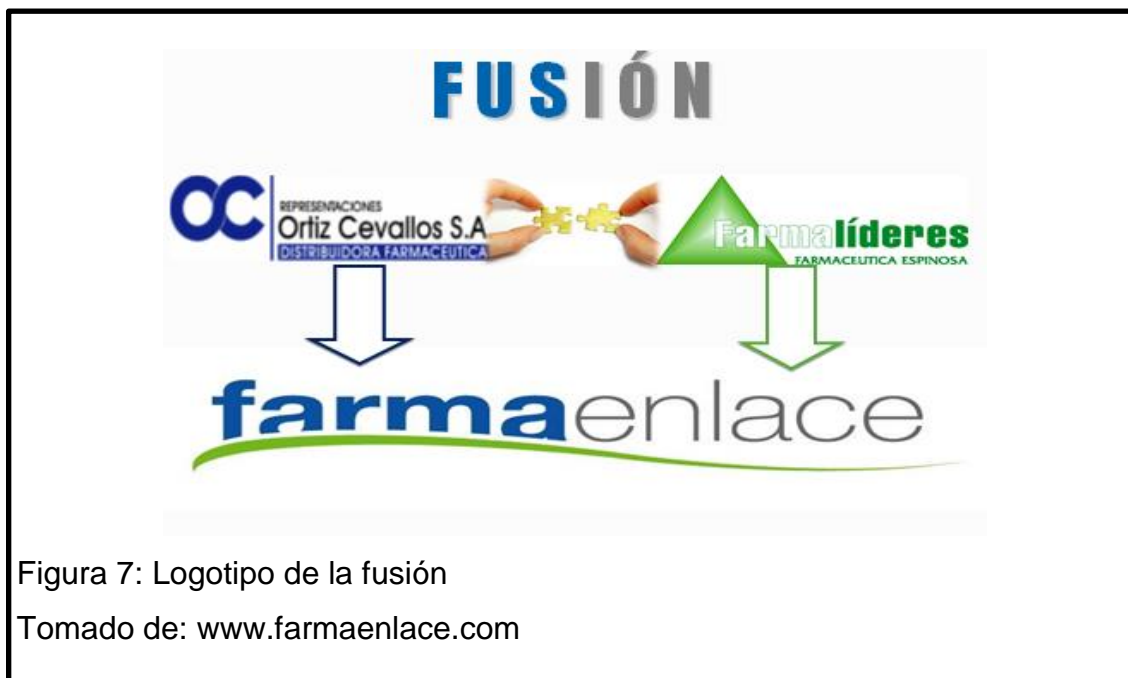 FUSIÓN
OC
REPRESENTACIONES
Ortiz Cevallos S.A
DISTRIBUIDORA FARMACEUTICA
Farmalíderes
FARMACEUTICA ESPINOSA
farmaenlace
Figura 7: Logotipo de la fusión
Tomado de: www.farmaenlace.com